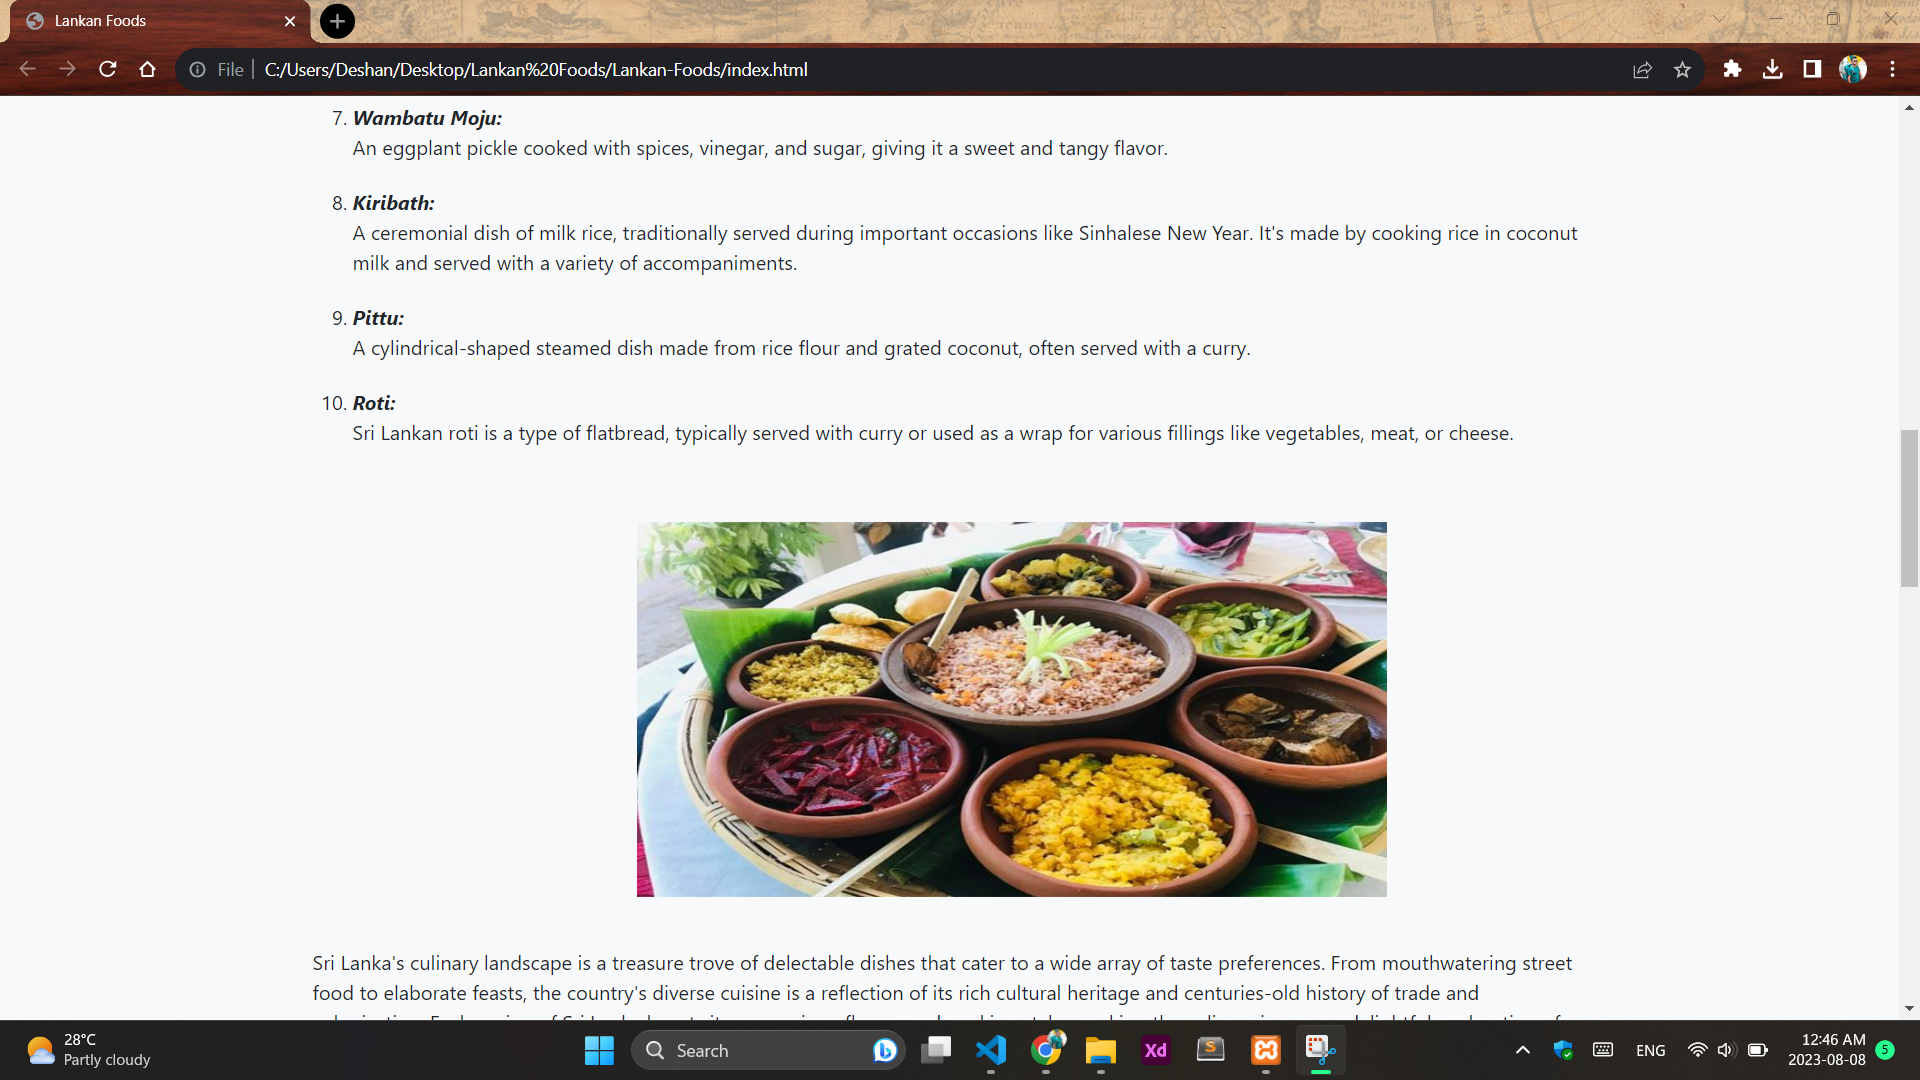 Lankan Foods
File
C:/Users/Deshan/Desktop/Lankan%20Foods/Lankan-Foods/index.html
7. Wambatu Moju:
An eggplant pickle cooked with spices, vinegar, and sugar, giving it a sweet and tangy flavor.
8. Kiribath:
A ceremonial dish of milk rice, traditionally served during important occasions like Sinhalese New Year. It's made by cooking rice in coconut
milk and served with a variety of accompaniments.
9. Pittu:
A cylindrical-shaped steamed dish made from rice flour and grated coconut, often served with a curry.
10. Roti:
Sri Lankan roti is a type of flatbread, typically served with curry or used as a wrap for various fillings like vegetables, meat, or cheese.
Sri Lanka's culinary landscape is a treasure trove of delectable dishes that cater to a wide array of taste preferences. From mouthwatering street
food to elaborate feasts, the country's diverse cuisine is a reflection of its rich cultural heritage and centuries-old history of trade and
28°C
Partly cloudy
Search
Xd
S
ENG
12:46 AM
2023-08-08
5